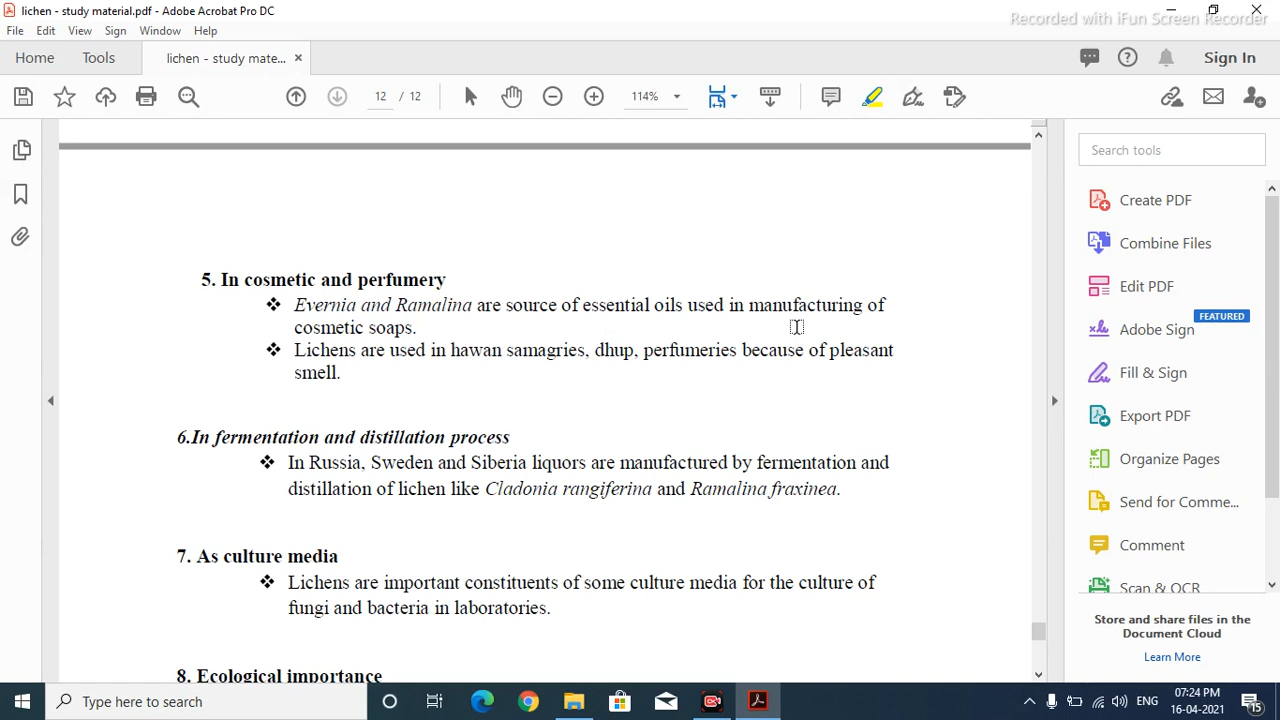 lichen - study material.pdf - Adobe Acrobat Pro DC
Recorded with iFun Screen Recorder
File Edit View Sign Window Help
Home Tools lichen - study mate... × Sign In
12 / 12 114%
Search tools
Create PDF
Combine Files
Edit PDF
FEATURED
Adobe Sign
Fill & Sign
Export PDF
Organize Pages
Send for Comme...
Comment
Scan & OCR
Store and share files in the
Document Cloud
Learn More
5. In cosmetic and perfumery
❖ Evernia and Ramalina are source of essential oils used in manufacturing of
cosmetic soaps.
❖ Lichens are used in hawan samagries, dhup, perfumeries because of pleasant
smell.
6.In fermentation and distillation process
❖ In Russia, Sweden and Siberia liquors are manufactured by fermentation and
distillation of lichen like Cladonia rangiferina and Ramalina fraxinea.
7. As culture media
❖ Lichens are important constituents of some culture media for the culture of
fungi and bacteria in laboratories.
8. Ecological importance
Type here to search
ENG
07:24 PM
16-04-2021
15